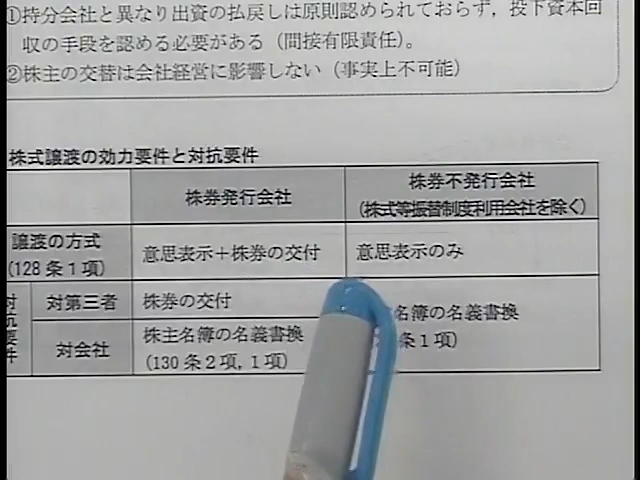 ①持分会社と異なり出資の払戻しは原則認められておらず，投下資本回
収の手段を認める必要がある（間接有限責任）。
②株主の交替は会社経営に影響しない（事実上不可能）
株式譲渡の効力要件と対抗要件
株券発行会社
株券不発行会社
（株式等振替制度利用会社を除く）
譲渡の方式
（128条1項）
意思表示＋株券の交付
意思表示のみ
対抗要件
対第三者
株券の交付
名簿の名義書換
条1項）
対会社
株主名簿の名義書換
（130条2項，1項）